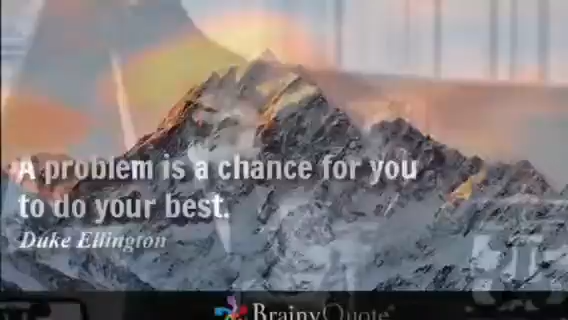 A problem is a chance for you
to do your best.
Duke Ellington
BrainyQuote